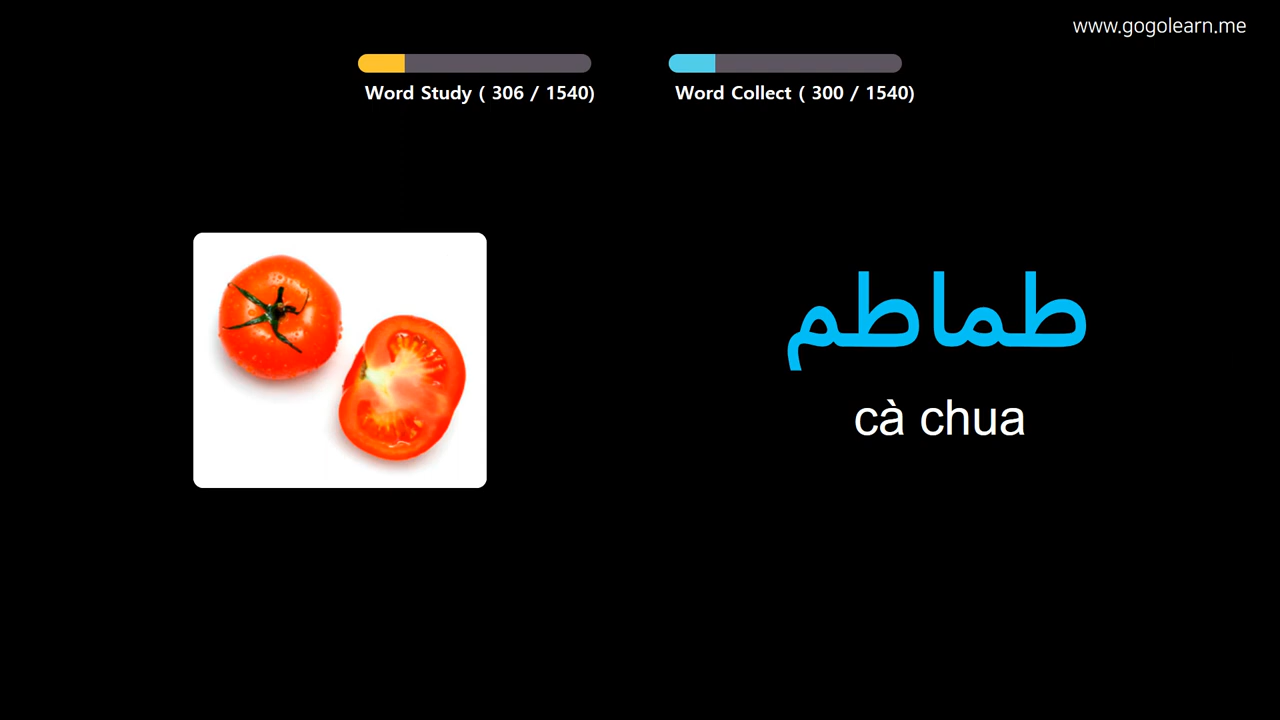 www.gogolearn.me
Word Study ( 306 / 1540)
Word Collect ( 300 / 1540)
طماطم
cà chua